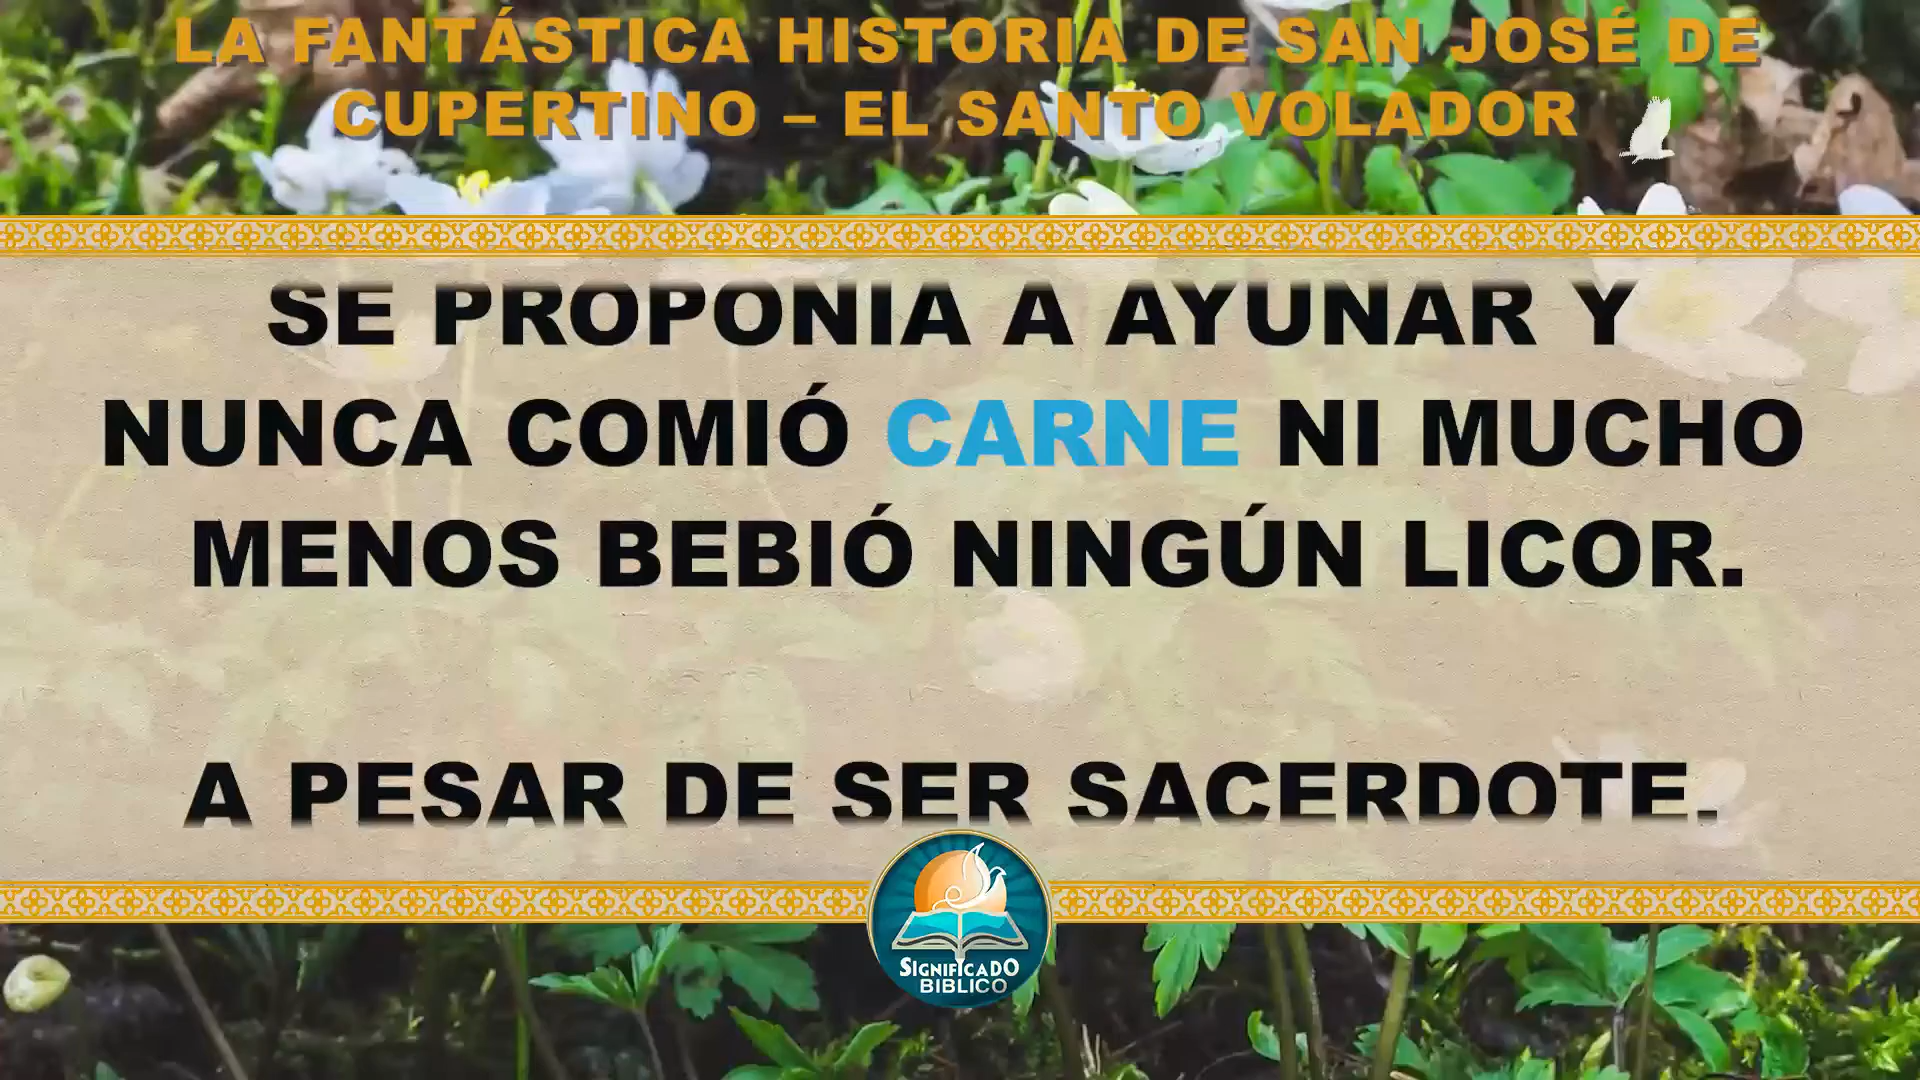 LA FANTÁSTICA HISTORIA DE SAN JOSÉ DE
CUPERTINO – EL SANTO VOLADOR
SE PROPONIA A AYUNAR Y
NUNCA COMIÓ CARNE NI MUCHO
MENOS BEBIÓ NINGÚN LICOR.
A PESAR DE SER SACERDOTE,
SIGNIFICADO
BIBLICO